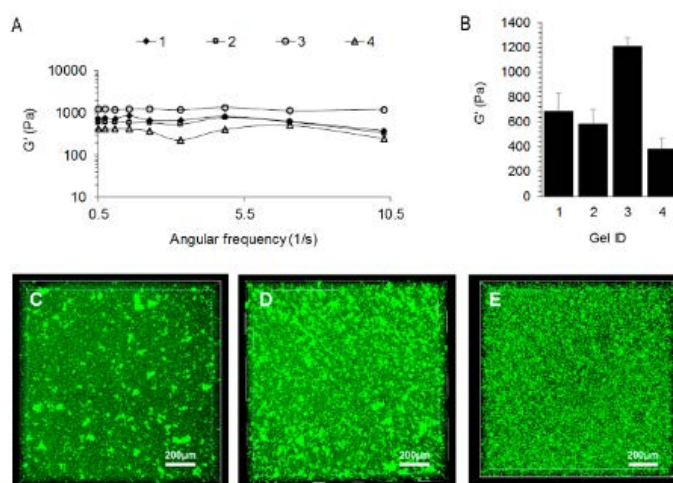 A
1 2 3 4
G' (Pa)
10000
1000
100
10
0.5 5.5 10.5
Angular frequency (1/s)
B
G' (Pa)
1400
1200
1000
800
600
400
200
0
1 2 3 4
Gel ID
C
200µm
D
200µm
E
200µm